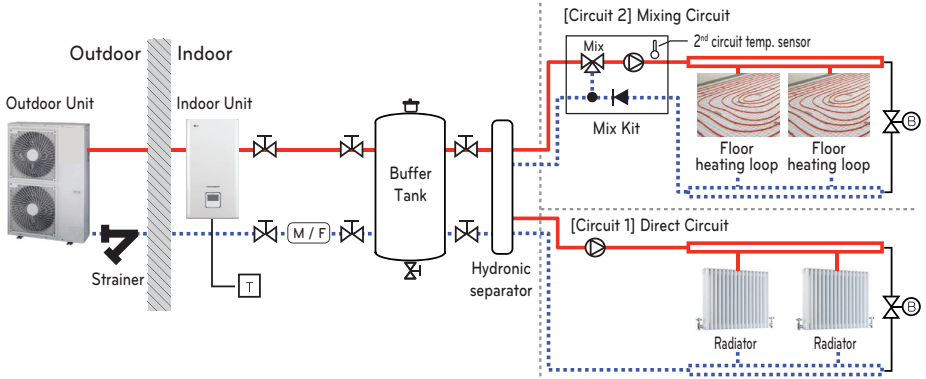 [Circuit 2] Mixing Circuit
Outdoor
Indoor
Mix
2nd circuit temp. sensor
Outdoor Unit
Indoor Unit
B
Mix Kit
Floor
heating loop
Floor
heating loop
Buffer
Tank
[Circuit 1] Direct Circuit
M / F
Strainer
T
Hydronic
separator
B
Radiator
Radiator